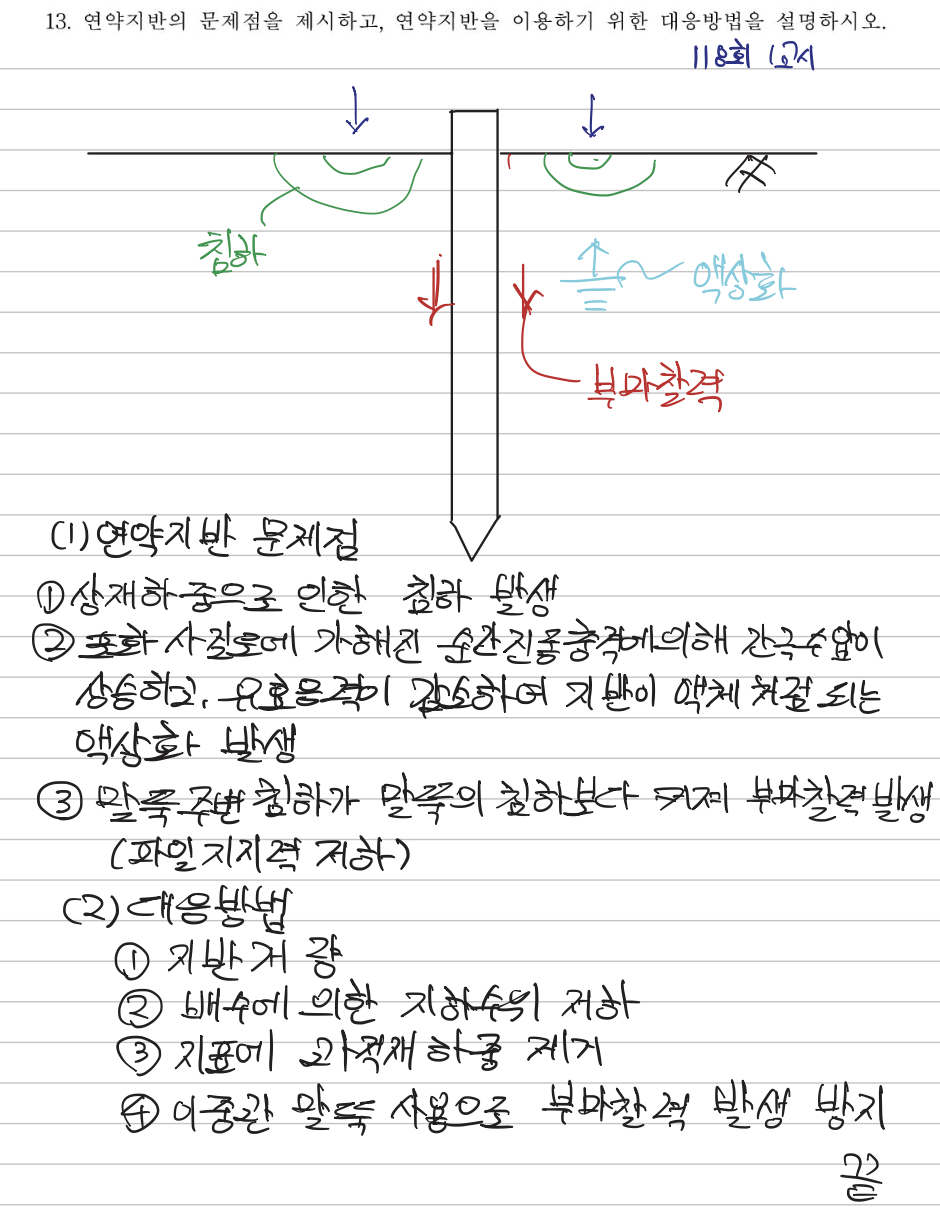 13. 연약지반의 문제점을 제시하고, 연약지반을 이용하기 위한 대응방법을 설명하시오.
118회 1교시
침하
액상화
부마찰력
(1) 연약지반 문제점
① 상재하중으로 인한 침하 발생
② 포화 사질토에 가해진 순간진동충격에의해 간극수압이
상승하고, 유효응력이 감소하여 지반이 액체처럼 되는
액상화 발생
③ 말뚝주변 침하가 말뚝의 침하보다 커져 부마찰력발생
(파일지지력 저하)
(2) 대응방법
① 지반개량
② 배수에 의한 지하수위 저하
③ 지표에 과적재하중 제거
④ 이중관 말뚝 사용으로 부마찰력 발생 방지
끝